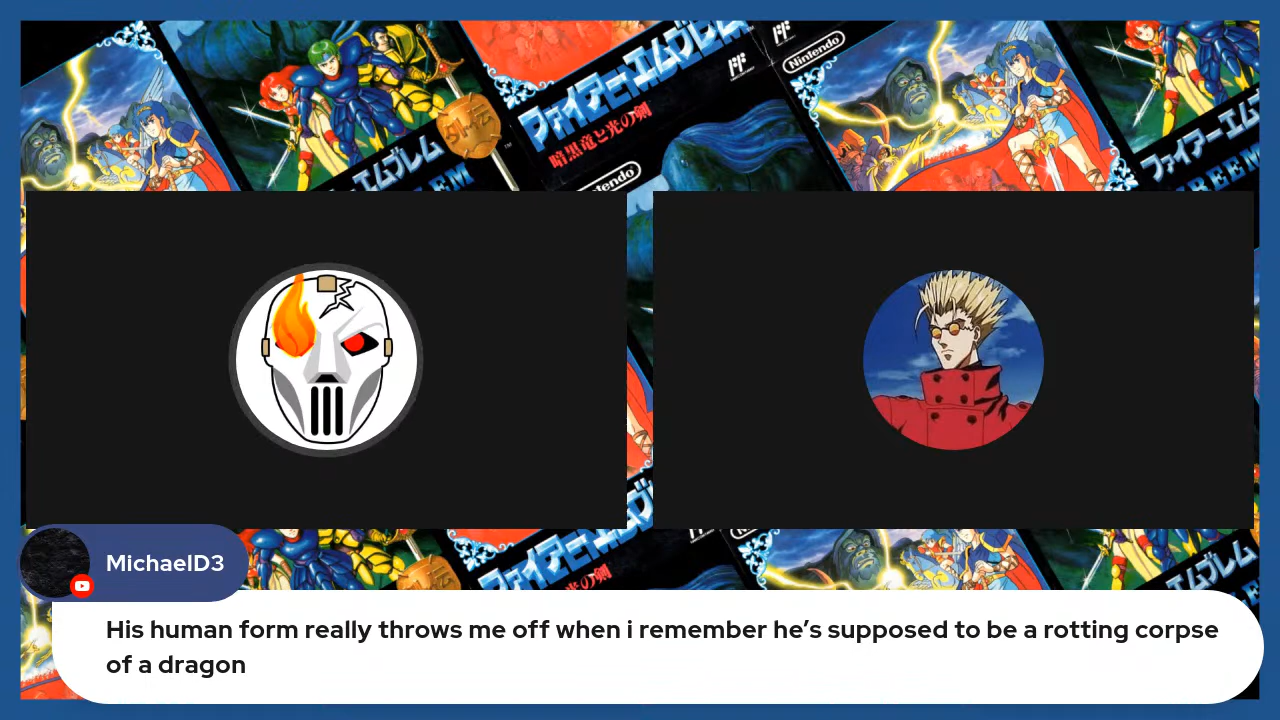 ファイアーエムブレム
暗黒竜と光の剣
Nintendo
MichaelD3
His human form really throws me off when i remember he's supposed to be a rotting corpse
of a dragon